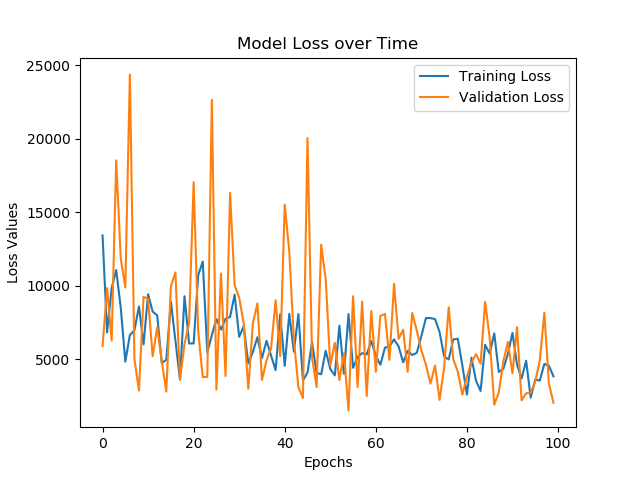 Model Loss over Time
25000
20000
15000
10000
5000
Loss Values
Training Loss
Validation Loss
0 20 40 60 80 100
Epochs